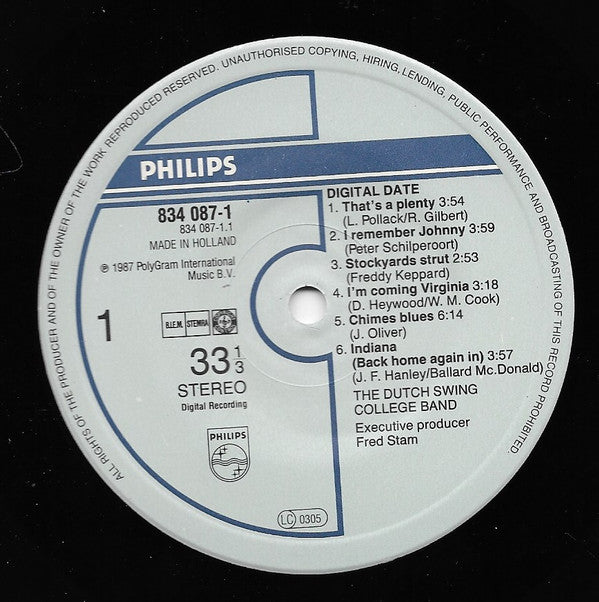 ALL RIGHTS OF THE PRODUCER AND OF THE OWNER OF THE WORK REPRODUCED RESERVED. UNAUTHORISED COPYING, HIRING, LENDING, PUBLIC PERFORMANCE AND BROADCASTING OF THIS RECORD PROHIBITED.
PHILIPS
834 087-1
834 087-1.1
MADE IN HOLLAND
℗ 1987 PolyGram International
Music B.V.
1
B.I.E.M. STEMRA
33 1/3
STEREO
Digital Recording
PHILIPS
LC 0305
DIGITAL DATE
1. That's a plenty 3:54
(L. Pollack/R. Gilbert)
2. I remember Johnny 3:59
(Peter Schilperoort)
3. Stockyards strut 2:53
(Freddy Keppard)
4. I'm coming Virginia 3:18
(D. Heywood/W. M. Cook)
5. Chimes blues 6:14
(J. Oliver)
6. Indiana
(Back home again in) 3:57
(J. F. Hanley/Ballard Mc.Donald)
THE DUTCH SWING
COLLEGE BAND
Executive producer
Fred Stam